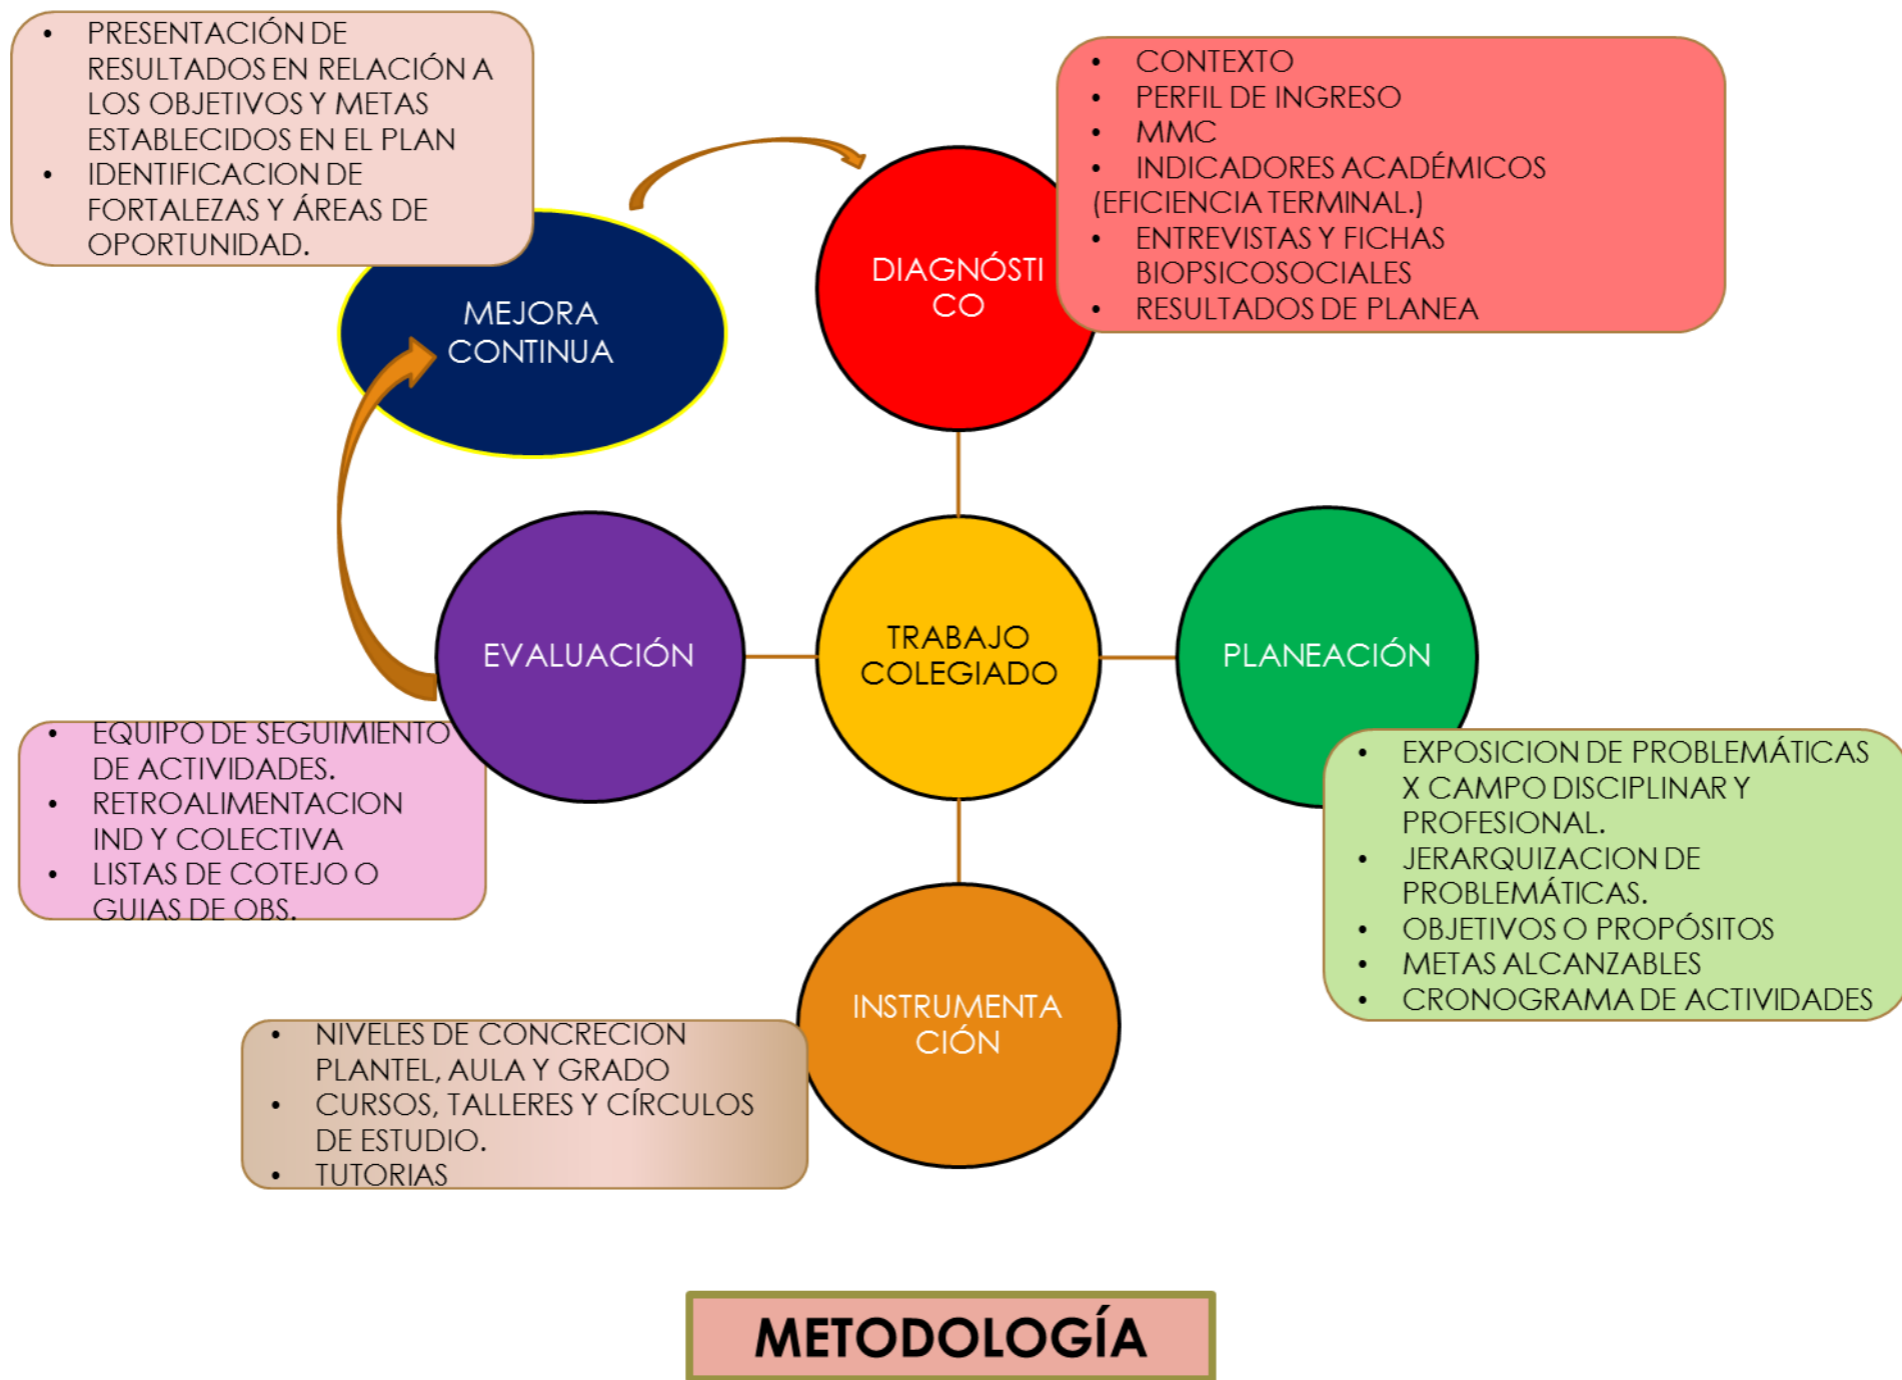 • PRESENTACIÓN DE
RESULTADOS EN RELACIÓN A
LOS OBJETIVOS Y METAS
ESTABLECIDOS EN EL PLAN
• IDENTIFICACION DE
FORTALEZAS Y ÁREAS DE
OPORTUNIDAD.
MEJORA
CONTINUA
DIAGNÓSTI
CO
• CONTEXTO
• PERFIL DE INGRESO
• MMC
• INDICADORES ACADÉMICOS
(EFICIENCIA TERMINAL.)
• ENTREVISTAS Y FICHAS
BIOPSICOSOCIALES
• RESULTADOS DE PLANEA
EVALUACIÓN
TRABAJO
COLEGIADO
PLANEACIÓN
• EQUIPO DE SEGUIMIENTO
DE ACTIVIDADES.
• RETROALIMENTACION
IND Y COLECTIVA
• LISTAS DE COTEJO O
GUIAS DE OBS.
• EXPOSICION DE PROBLEMÁTICAS
X CAMPO DISCIPLINAR Y
PROFESIONAL.
• JERARQUIZACION DE
PROBLEMÁTICAS.
• OBJETIVOS O PROPÓSITOS
• METAS ALCANZABLES
• CRONOGRAMA DE ACTIVIDADES
INSTRUMENTA
CIÓN
• NIVELES DE CONCRECION
PLANTEL, AULA Y GRADO
• CURSOS, TALLERES Y CÍRCULOS
DE ESTUDIO.
• TUTORIAS
METODOLOGÍA